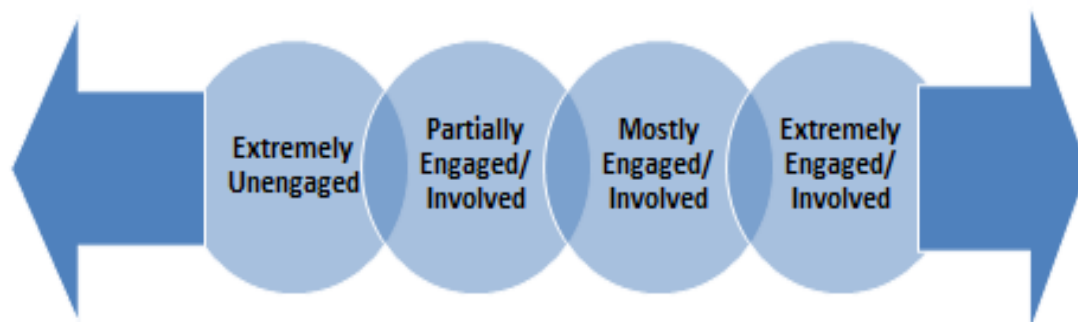 Extremely
Unengaged
Partially
Engaged/
Involved
Mostly
Engaged/
Involved
Extremely
Engaged/
Involved